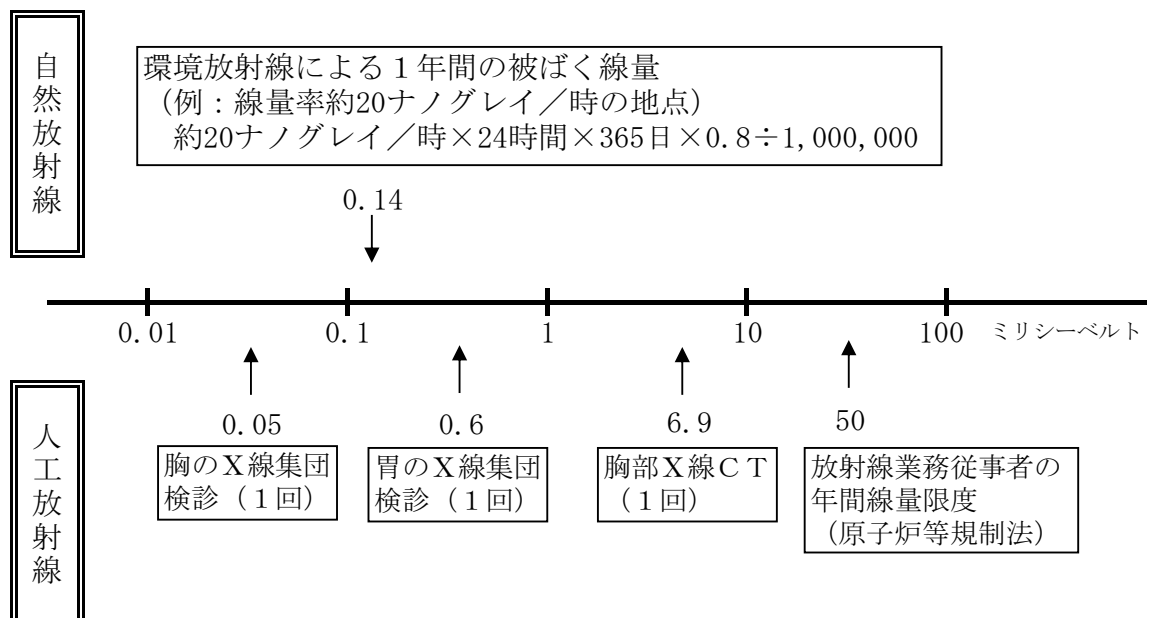 自然放射線
環境放射線による１年間の被ばく線量
（例：線量率約20ナノグレイ／時の地点）
約20ナノグレイ／時×24時間×365日×0.8÷1,000,000
0.14
0.01 0.1 1 10 100 ミリシーベルト
0.05 0.6 6.9 50
胸のＸ線集団
検診（１回）
胃のＸ線集団
検診（１回）
胸部Ｘ線ＣＴ
（１回）
放射線業務従事者の
年間線量限度
（原子炉等規制法）
人工放射線